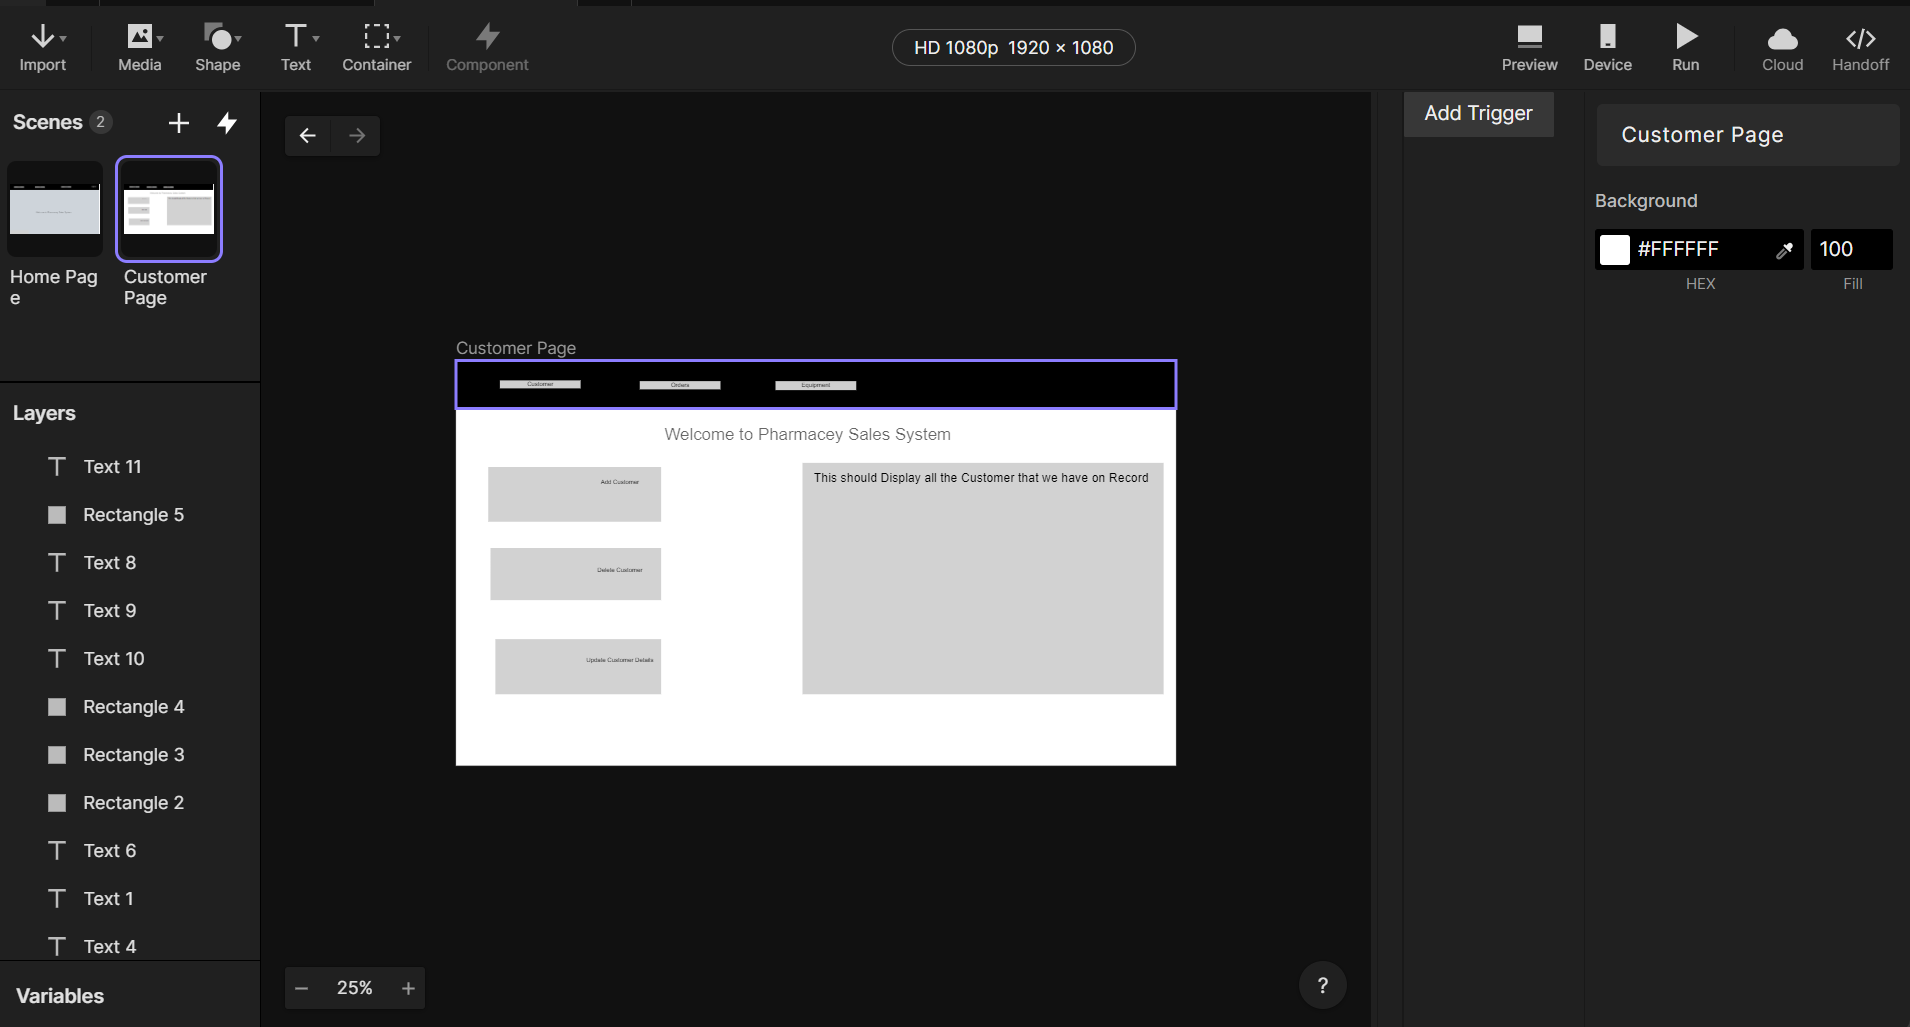 Import
Media
Shape
Text
Container
Component
HD 1080p 1920 × 1080
Preview
Device
Run
Cloud
Handoff
Scenes 2
Home Pag
e
Customer
Page
Layers
Text 11
Rectangle 5
Text 8
Text 9
Text 10
Rectangle 4
Rectangle 3
Rectangle 2
Text 6
Text 1
Text 4
Variables
Customer Page
Customer
Orders
Equipment
Welcome to Pharmacey Sales System
Add Customer
Delete Customer
Update Customer Details
This should Display all the Customer that we have on Record
25%
?
Add Trigger
Customer Page
Background
#FFFFFF
100
HEX
Fill